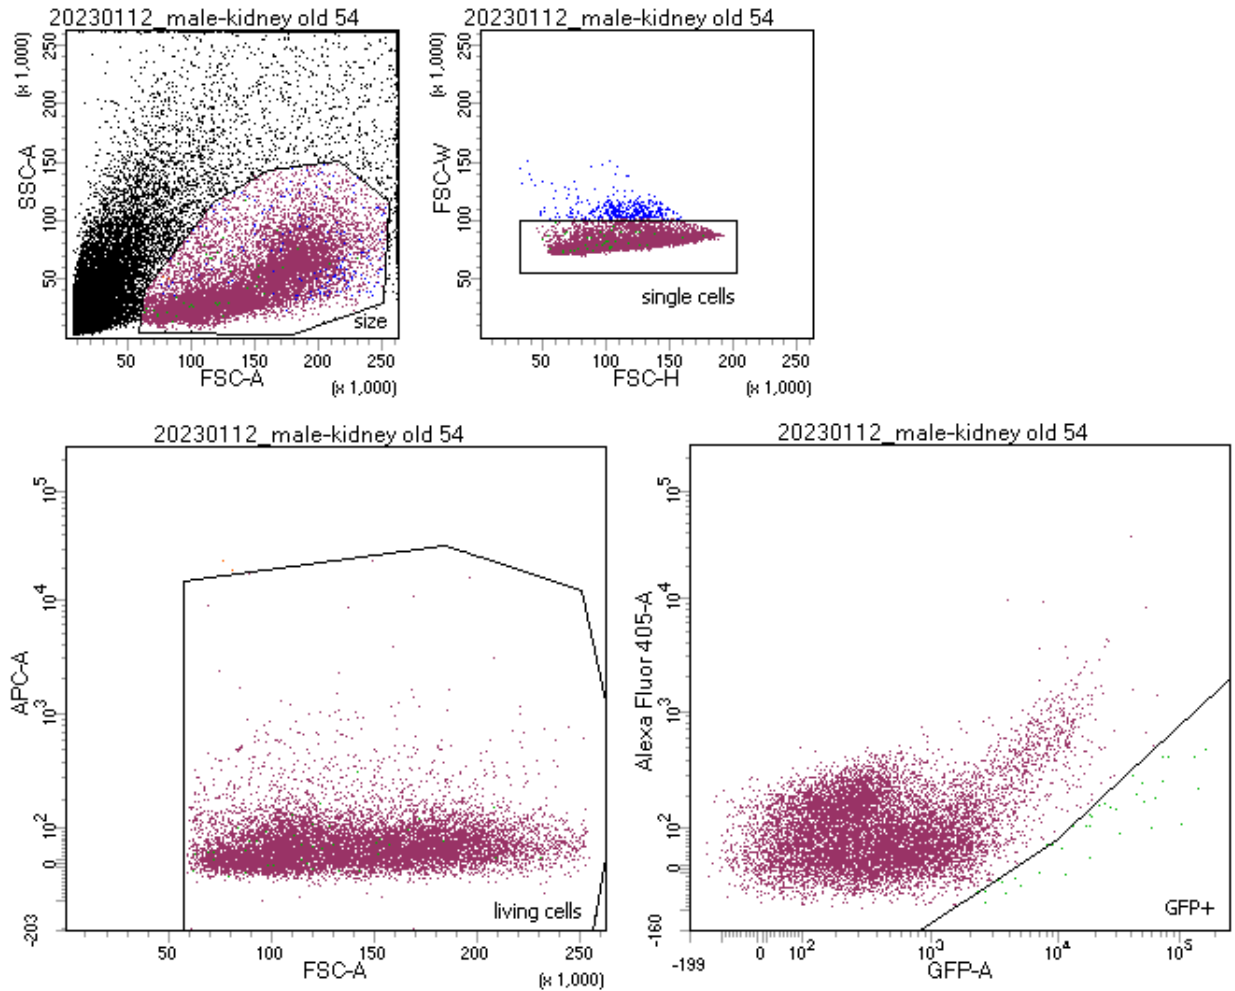 20230112_male-kidney old 54
SSC-A
(x 1,000)
250
200
150
100
50
size
50 100 150 200 250
FSC-A
(x 1,000)
20230112_male-kidney old 54
FSC-W
(x 1,000)
250
200
150
100
50
single cells
50 100 150 200 250
FSC-H
(x 1,000)
20230112_male-kidney old 54
APC-A
10^5
10^4
10^3
10^2
0
-203
living cells
50 100 150 200 250
FSC-A
(x 1,000)
20230112_male-kidney old 54
Alexa Fluor 405-A
10^5
10^4
10^3
10^2
0
-160
GFP+
-199 0 10^2 10^3 10^4 10^5
GFP-A